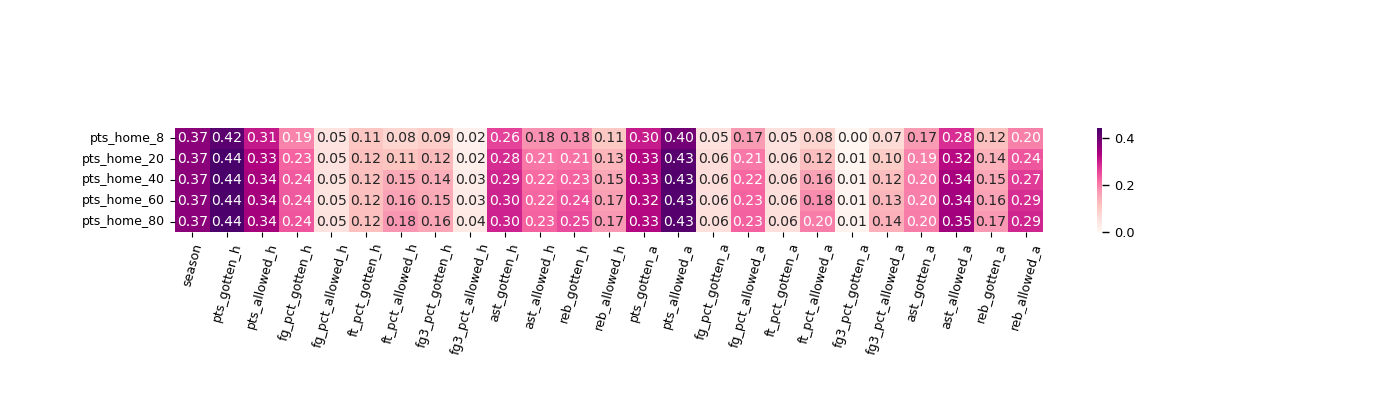 pts_home_8 0.37 0.42 0.31 0.19 0.05 0.11 0.08 0.09 0.02 0.26 0.18 0.18 0.11 0.30 0.40 0.05 0.17 0.05 0.08 0.00 0.07 0.17 0.28 0.12 0.20
pts_home_20 0.37 0.44 0.33 0.23 0.05 0.12 0.11 0.12 0.02 0.28 0.21 0.21 0.13 0.33 0.43 0.06 0.21 0.06 0.12 0.01 0.10 0.19 0.32 0.14 0.24
pts_home_40 0.37 0.44 0.34 0.24 0.05 0.12 0.15 0.14 0.03 0.29 0.22 0.23 0.15 0.33 0.43 0.06 0.22 0.06 0.16 0.01 0.12 0.20 0.34 0.15 0.27
pts_home_60 0.37 0.44 0.34 0.24 0.05 0.12 0.16 0.15 0.03 0.30 0.22 0.24 0.17 0.32 0.43 0.06 0.23 0.06 0.18 0.01 0.13 0.20 0.34 0.16 0.29
pts_home_80 0.37 0.44 0.34 0.24 0.05 0.12 0.18 0.16 0.04 0.30 0.23 0.25 0.17 0.33 0.43 0.06 0.23 0.06 0.20 0.01 0.14 0.20 0.35 0.17 0.29
season
pts_gotten_h
pts_allowed_h
fg_pct_gotten_h
fg_pct_allowed_h
ft_pct_gotten_h
ft_pct_allowed_h
fg3_pct_gotten_h
fg3_pct_allowed_h
ast_gotten_h
ast_allowed_h
reb_gotten_h
reb_allowed_h
pts_gotten_a
pts_allowed_a
fg_pct_gotten_a
fg_pct_allowed_a
ft_pct_gotten_a
ft_pct_allowed_a
fg3_pct_gotten_a
fg3_pct_allowed_a
ast_gotten_a
ast_allowed_a
reb_gotten_a
reb_allowed_a
0.4
0.2
0.0